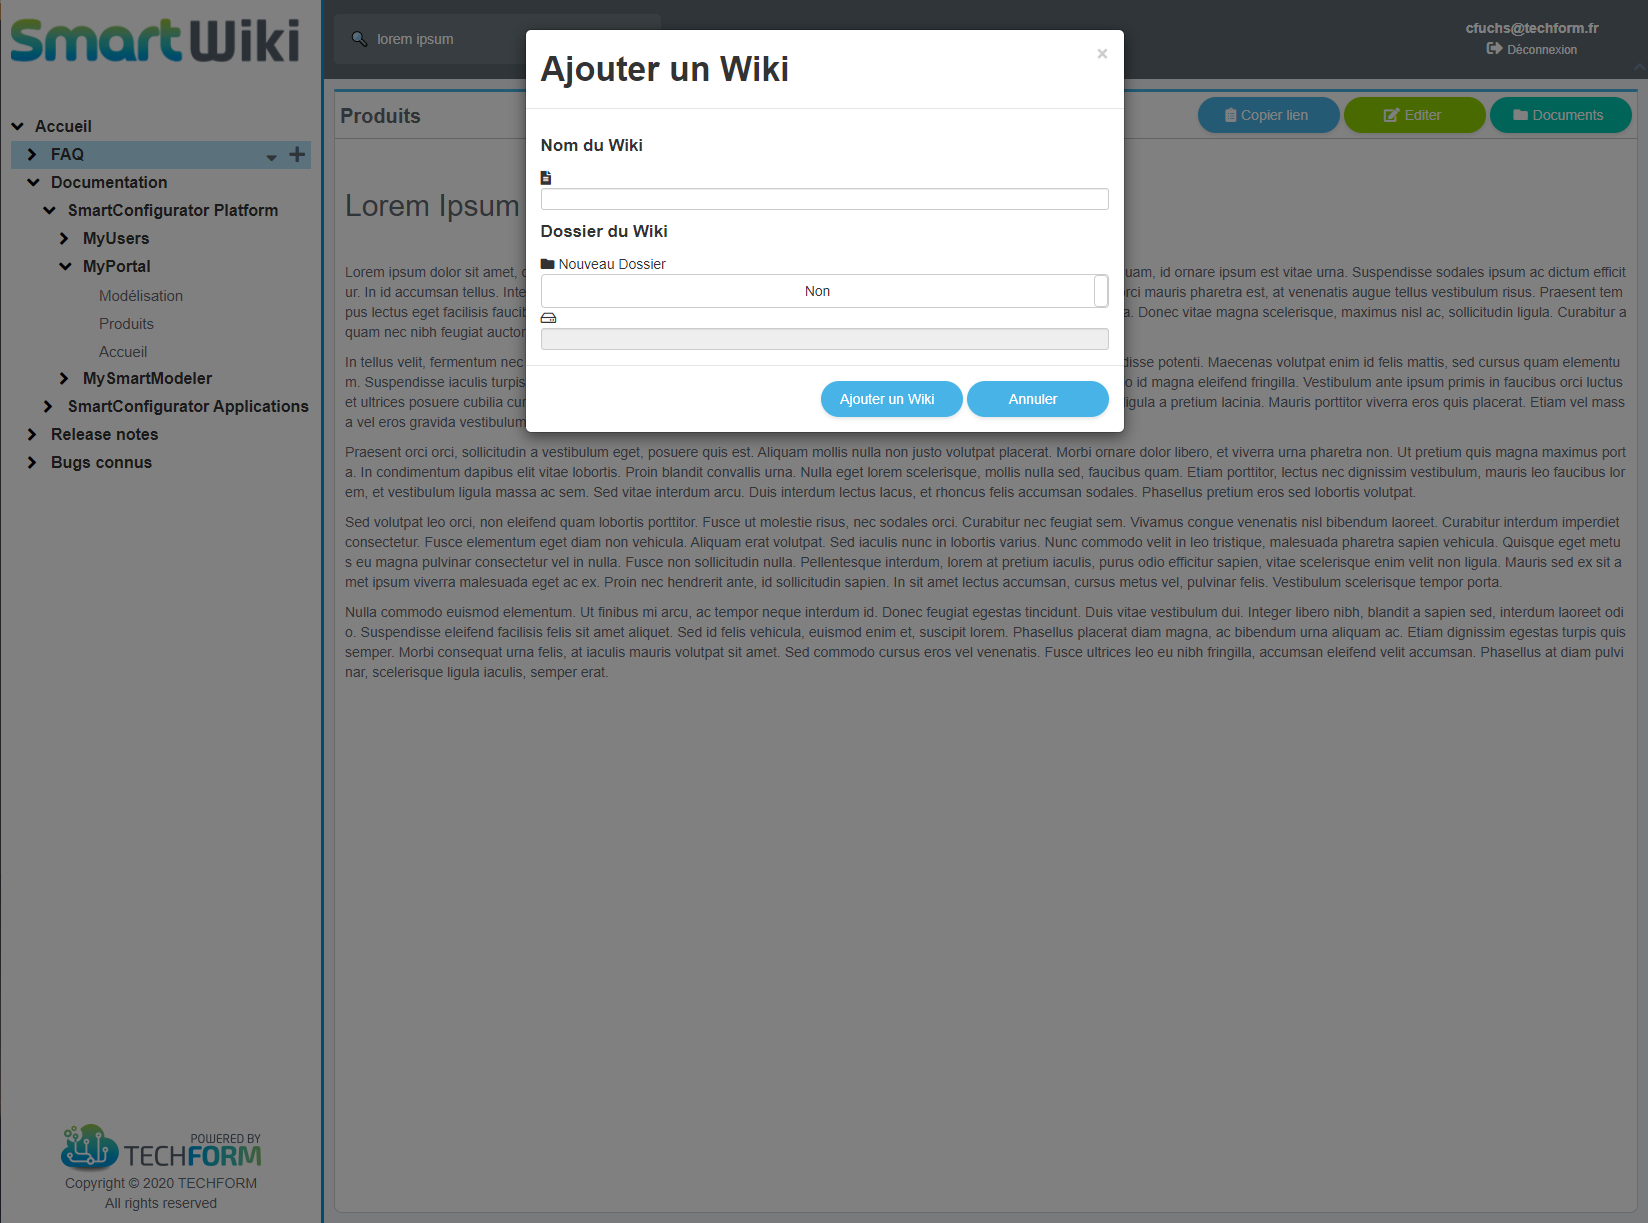 SmartWiki
lorem ipsum
cfuchs@techform.fr
Déconnexion
Accueil
FAQ
Documentation
SmartConfigurator Platform
MyUsers
MyPortal
Modélisation
Produits
Accueil
MySmartModeler
SmartConfigurator Applications
Release notes
Bugs connus
POWERED BY
TECHFORM
Copyright © 2020 TECHFORM
All rights reserved
Produits
Copier lien
Editer
Documents
Ajouter un Wiki
×
Nom du Wiki
Dossier du Wiki
Nouveau Dossier
Non
Ajouter un Wiki
Annuler
Lorem Ipsum
Lorem ipsum dolor sit amet, uam, id ornare ipsum est vitae urna. Suspendisse sodales ipsum ac dictum efficit
ur. In id accumsan tellus. Inte rci mauris pharetra est, at venenatis augue tellus vestibulum risus. Praesent tem
pus lectus eget facilisis faucib a. Donec vitae magna scelerisque, maximus nisl ac, sollicitudin ligula. Curabitur a
quam nec nibh feugiat auctor
In tellus velit, fermentum nec disse potenti. Maecenas volutpat enim id felis mattis, sed cursus quam elementu
m. Suspendisse iaculis turpis o id magna eleifend fringilla. Vestibulum ante ipsum primis in faucibus orci luctus
et ultrices posuere cubilia cur igula a pretium lacinia. Mauris porttitor viverra eros quis placerat. Etiam vel mass
a vel eros gravida vestibulum
Praesent orci orci, sollicitudin a vestibulum eget, posuere quis est. Aliquam mollis nulla non justo volutpat placerat. Morbi ornare dolor libero, et viverra urna pharetra non. Ut pretium quis magna maximus port
a. In condimentum dapibus elit vitae lobortis. Proin blandit convallis urna. Nulla eget lorem scelerisque, mollis nulla sed, faucibus quam. Etiam porttitor, lectus nec dignissim vestibulum, mauris leo faucibus lor
em, et vestibulum ligula massa ac sem. Sed vitae interdum arcu. Duis interdum lectus lacus, et rhoncus felis accumsan sodales. Phasellus pretium eros sed lobortis volutpat.
Sed volutpat leo orci, non eleifend quam lobortis porttitor. Fusce ut molestie risus, nec sodales orci. Curabitur nec feugiat sem. Vivamus congue venenatis nisl bibendum laoreet. Curabitur interdum imperdiet
consectetur. Fusce elementum eget diam non vehicula. Aliquam erat volutpat. Sed iaculis nunc in lobortis varius. Nunc commodo velit in leo tristique, malesuada pharetra sapien vehicula. Quisque eget metu
s eu magna pulvinar consectetur vel in nulla. Fusce non sollicitudin nulla. Pellentesque interdum, lorem at pretium iaculis, purus odio efficitur sapien, vitae scelerisque enim velit non ligula. Mauris sed ex sit a
met ipsum viverra malesuada eget ac ex. Proin nec hendrerit ante, id sollicitudin sapien. In sit amet lectus accumsan, cursus metus vel, pulvinar felis. Vestibulum scelerisque tempor porta.
Nulla commodo euismod elementum. Ut finibus mi arcu, ac tempor neque interdum id. Donec feugiat egestas tincidunt. Duis vitae vestibulum dui. Integer libero nibh, blandit a sapien sed, interdum laoreet odi
o. Suspendisse eleifend facilisis felis sit amet aliquet. Sed id felis vehicula, euismod enim et, suscipit lorem. Phasellus placerat diam magna, ac bibendum urna aliquam ac. Etiam dignissim egestas turpis quis
semper. Morbi consequat urna felis, at iaculis mauris volutpat sit amet. Sed commodo cursus eros vel venenatis. Fusce ultrices leo eu nibh fringilla, accumsan eleifend velit accumsan. Phasellus at diam pulvi
nar, scelerisque ligula iaculis, semper erat.